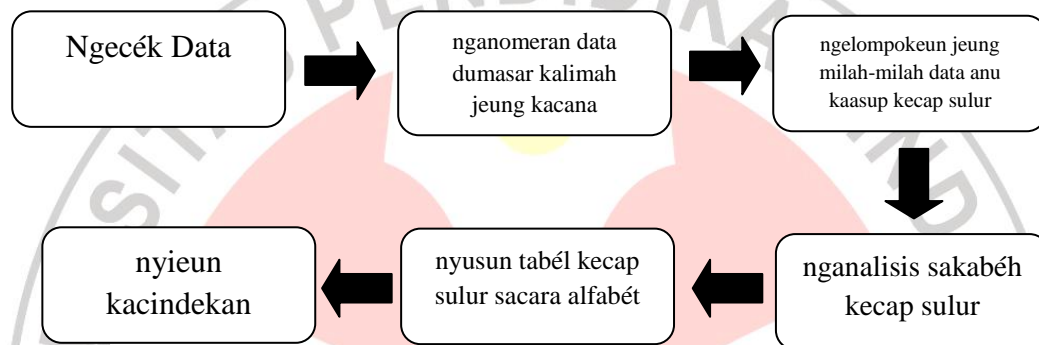 Ngecék Data
nganomeran data
dumasar kalimah
jeung kacana
ngelompokeun jeung
milah-milah data anu
kaasup kecap sulur
nganalisis sakabéh
kecap sulur
nyusun tabél kecap
sulur sacara alfabét
nyieun
kacindekan